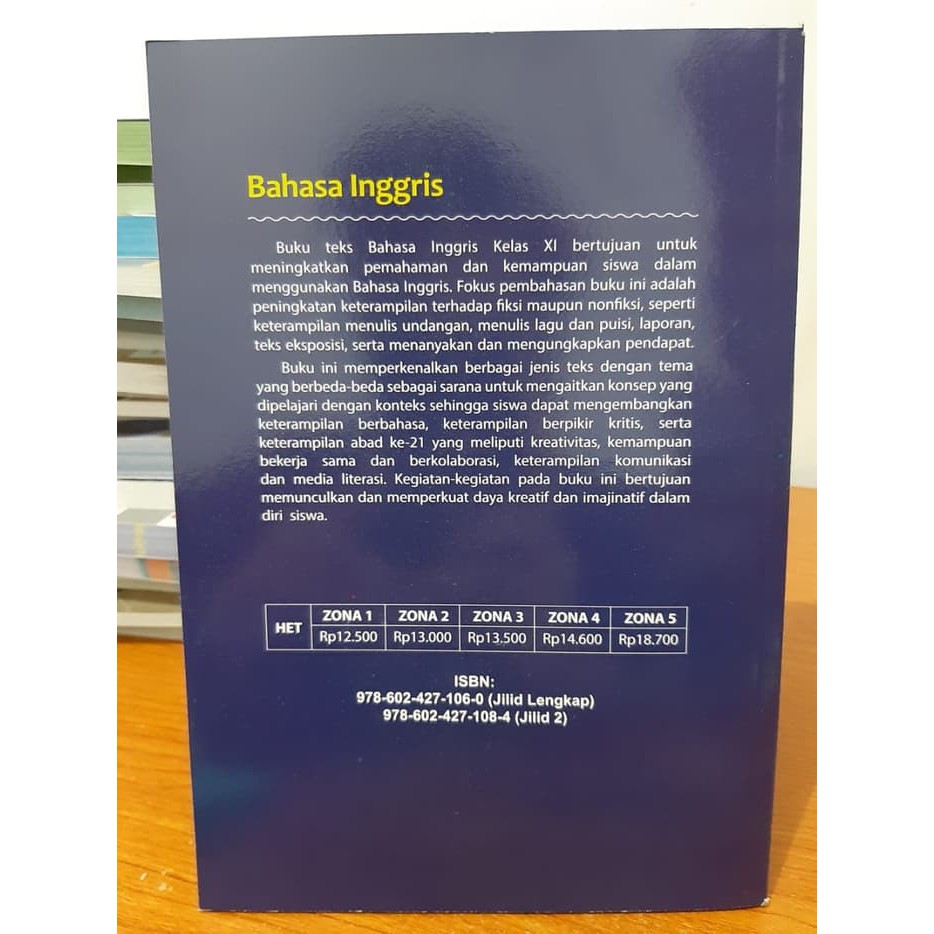 Bahasa Inggris
Buku teks Bahasa Inggris Kelas XI bertujuan untuk
meningkatkan pemahaman dan kemampuan siswa dalam
menggunakan Bahasa Inggris. Fokus pembahasan buku ini adalah
peningkatan keterampilan terhadap fiksi maupun nonfiksi, seperti
keterampilan menulis undangan, menulis lagu dan puisi, laporan,
teks eksposisi, serta menanyakan dan mengungkapkan pendapat.
Buku ini memperkenalkan berbagai jenis teks dengan tema
yang berbeda-beda sebagai sarana untuk mengaitkan konsep yang
dipelajari dengan konteks sehingga siswa dapat mengembangkan
keterampilan berbahasa, keterampilan berpikir kritis, serta
keterampilan abad ke-21 yang meliputi kreativitas, kemampuan
bekerja sama dan berkolaborasi, keterampilan komunikasi
dan media literasi. Kegiatan-kegiatan pada buku ini bertujuan
memunculkan dan memperkuat daya kreatif dan imajinatif dalam
diri siswa.
HET ZONA 1 ZONA 2 ZONA 3 ZONA 4 ZONA 5
Rp12.500 Rp13.000 Rp13.500 Rp14.600 Rp18.700
ISBN:
978-602-427-106-0 (Jilid Lengkap)
978-602-427-108-4 (Jilid 2)